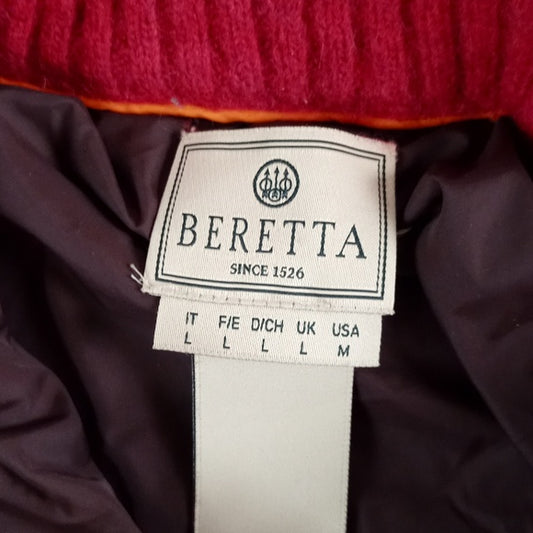 BERETTA
SINCE 1526
IT F/E D/CH UK USA
L L L L M